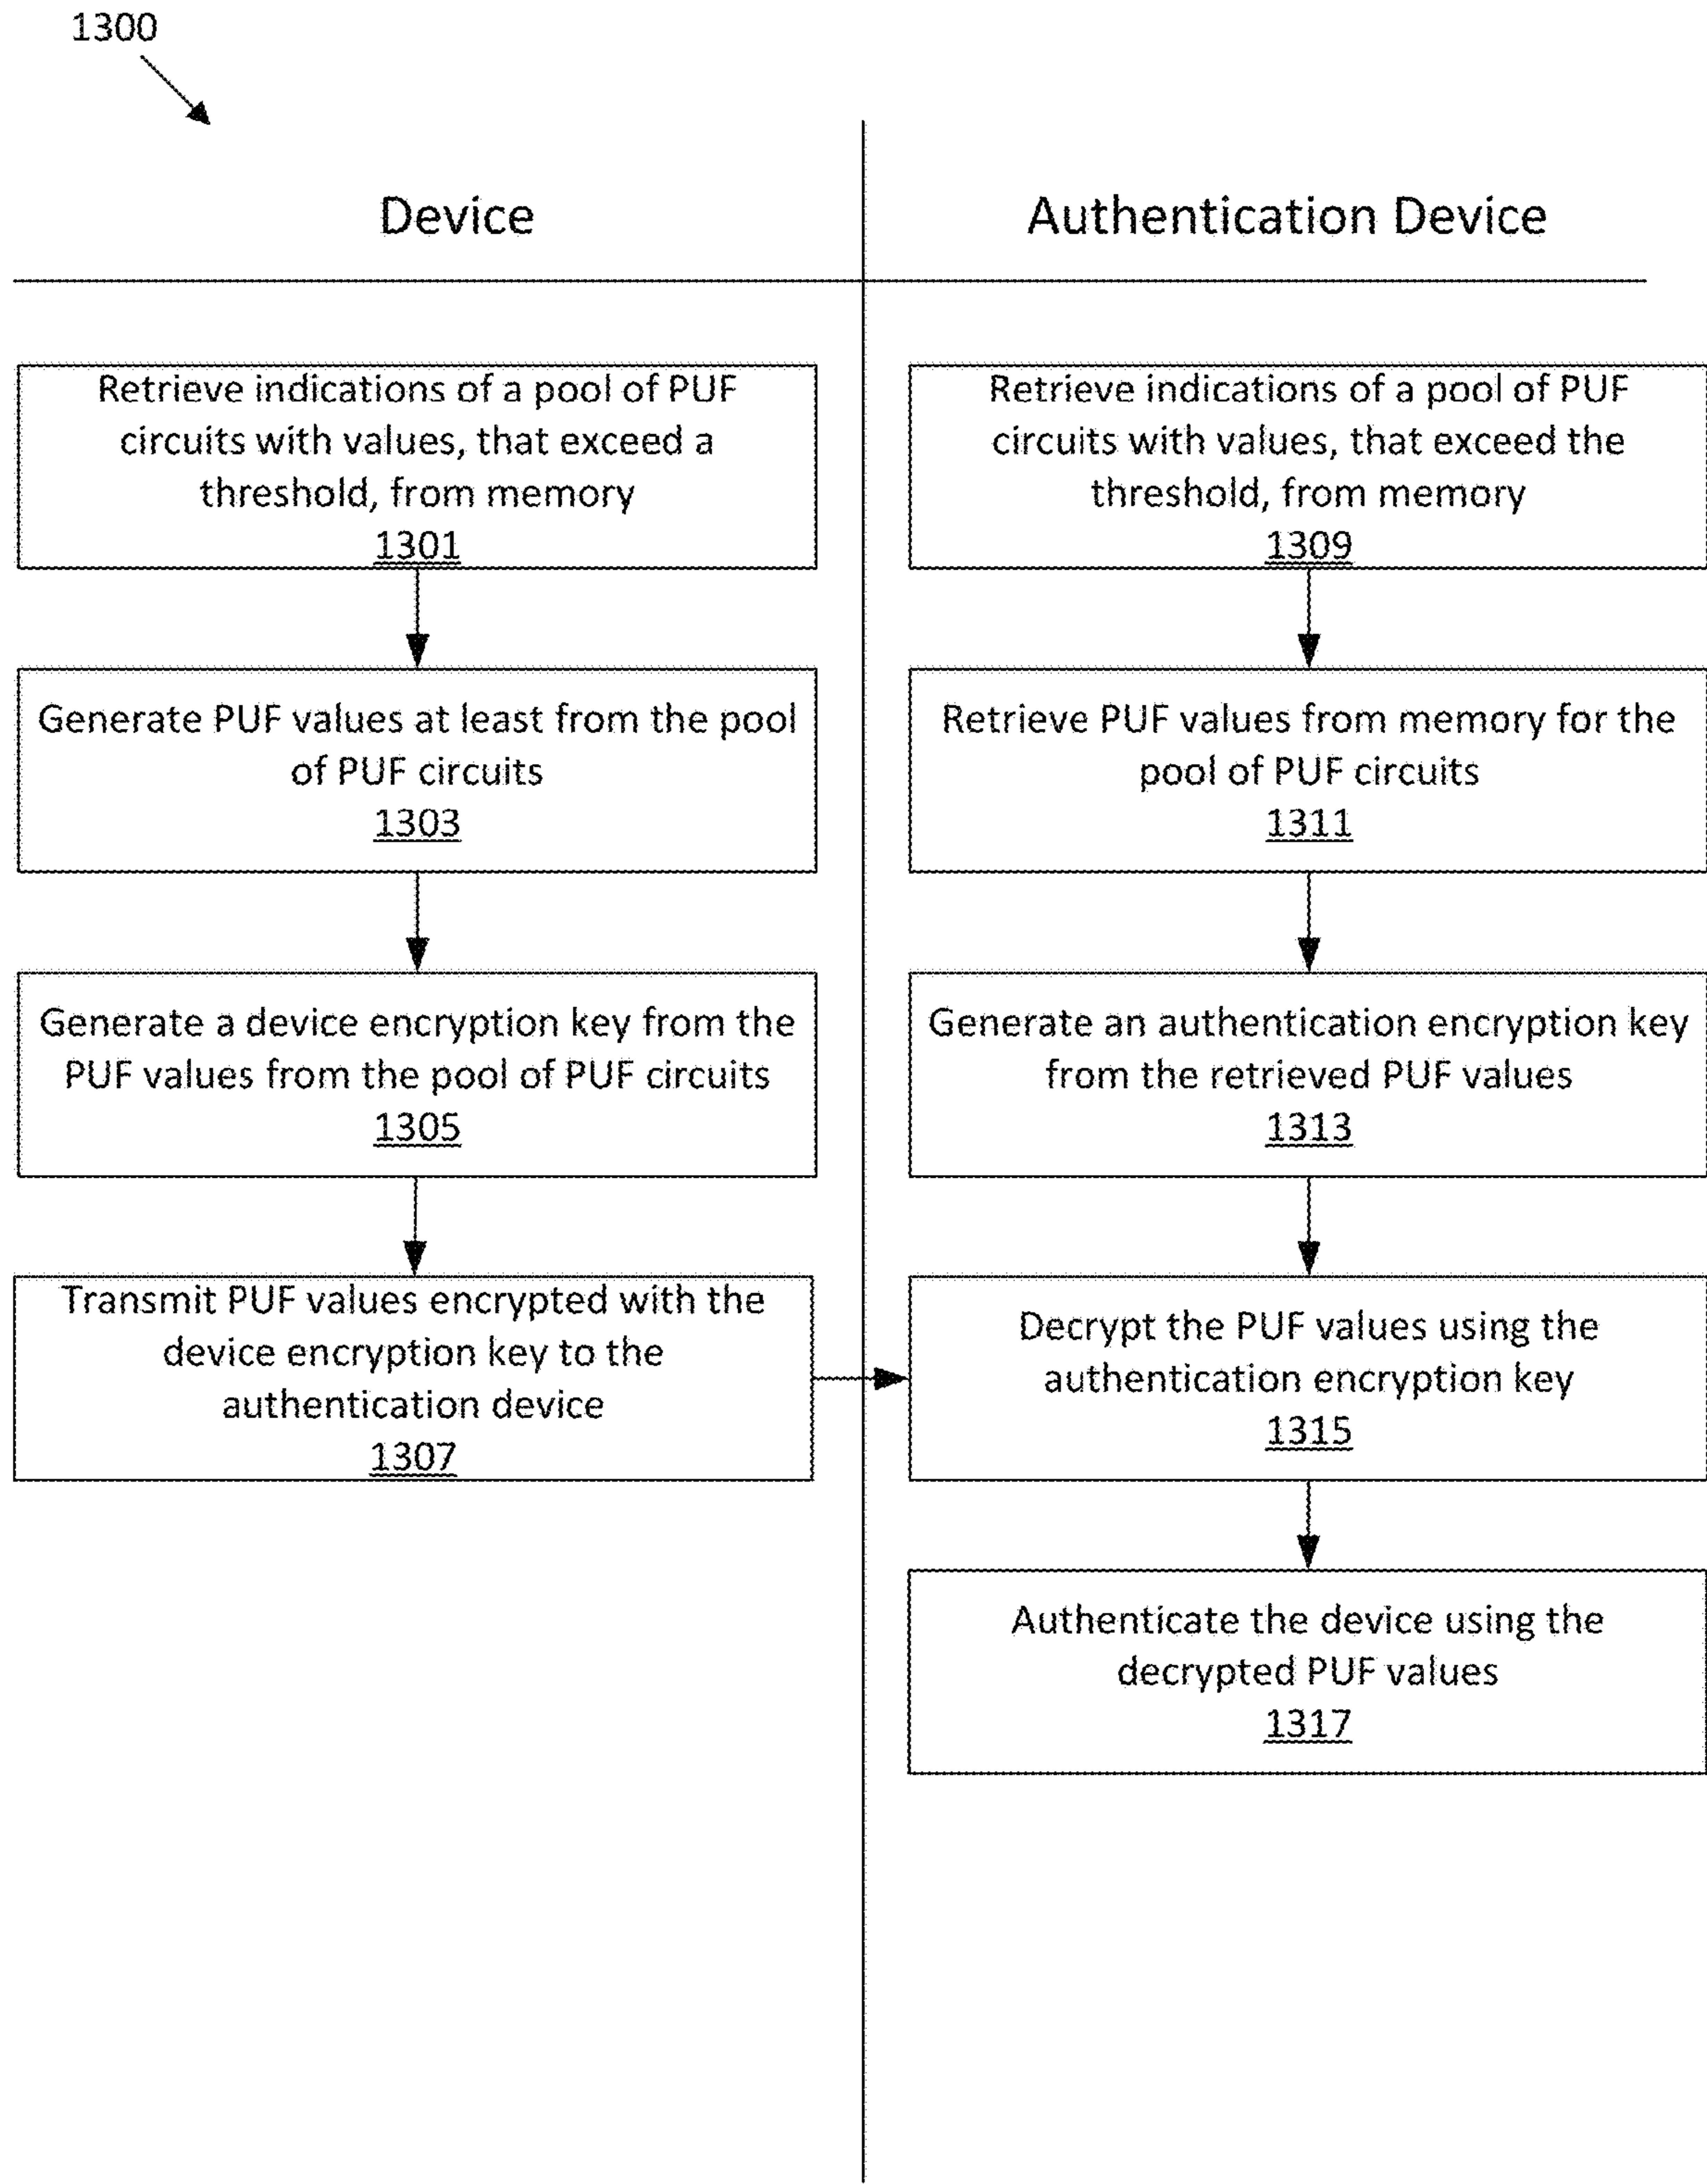 1300
Device
Authentication Device
Retrieve indications of a pool of PUF
circuits with values, that exceed a
threshold, from memory
1301
Generate PUF values at least from the pool
of PUF circuits
1303
Generate a device encryption key from the
PUF values from the pool of PUF circuits
1305
Transmit PUF values encrypted with the
device encryption key to the
authentication device
1307
Retrieve indications of a pool of PUF
circuits with values, that exceed the
threshold, from memory
1309
Retrieve PUF values from memory for the
pool of PUF circuits
1311
Generate an authentication encryption key
from the retrieved PUF values
1313
Decrypt the PUF values using the
authentication encryption key
1315
Authenticate the device using the
decrypted PUF values
1317